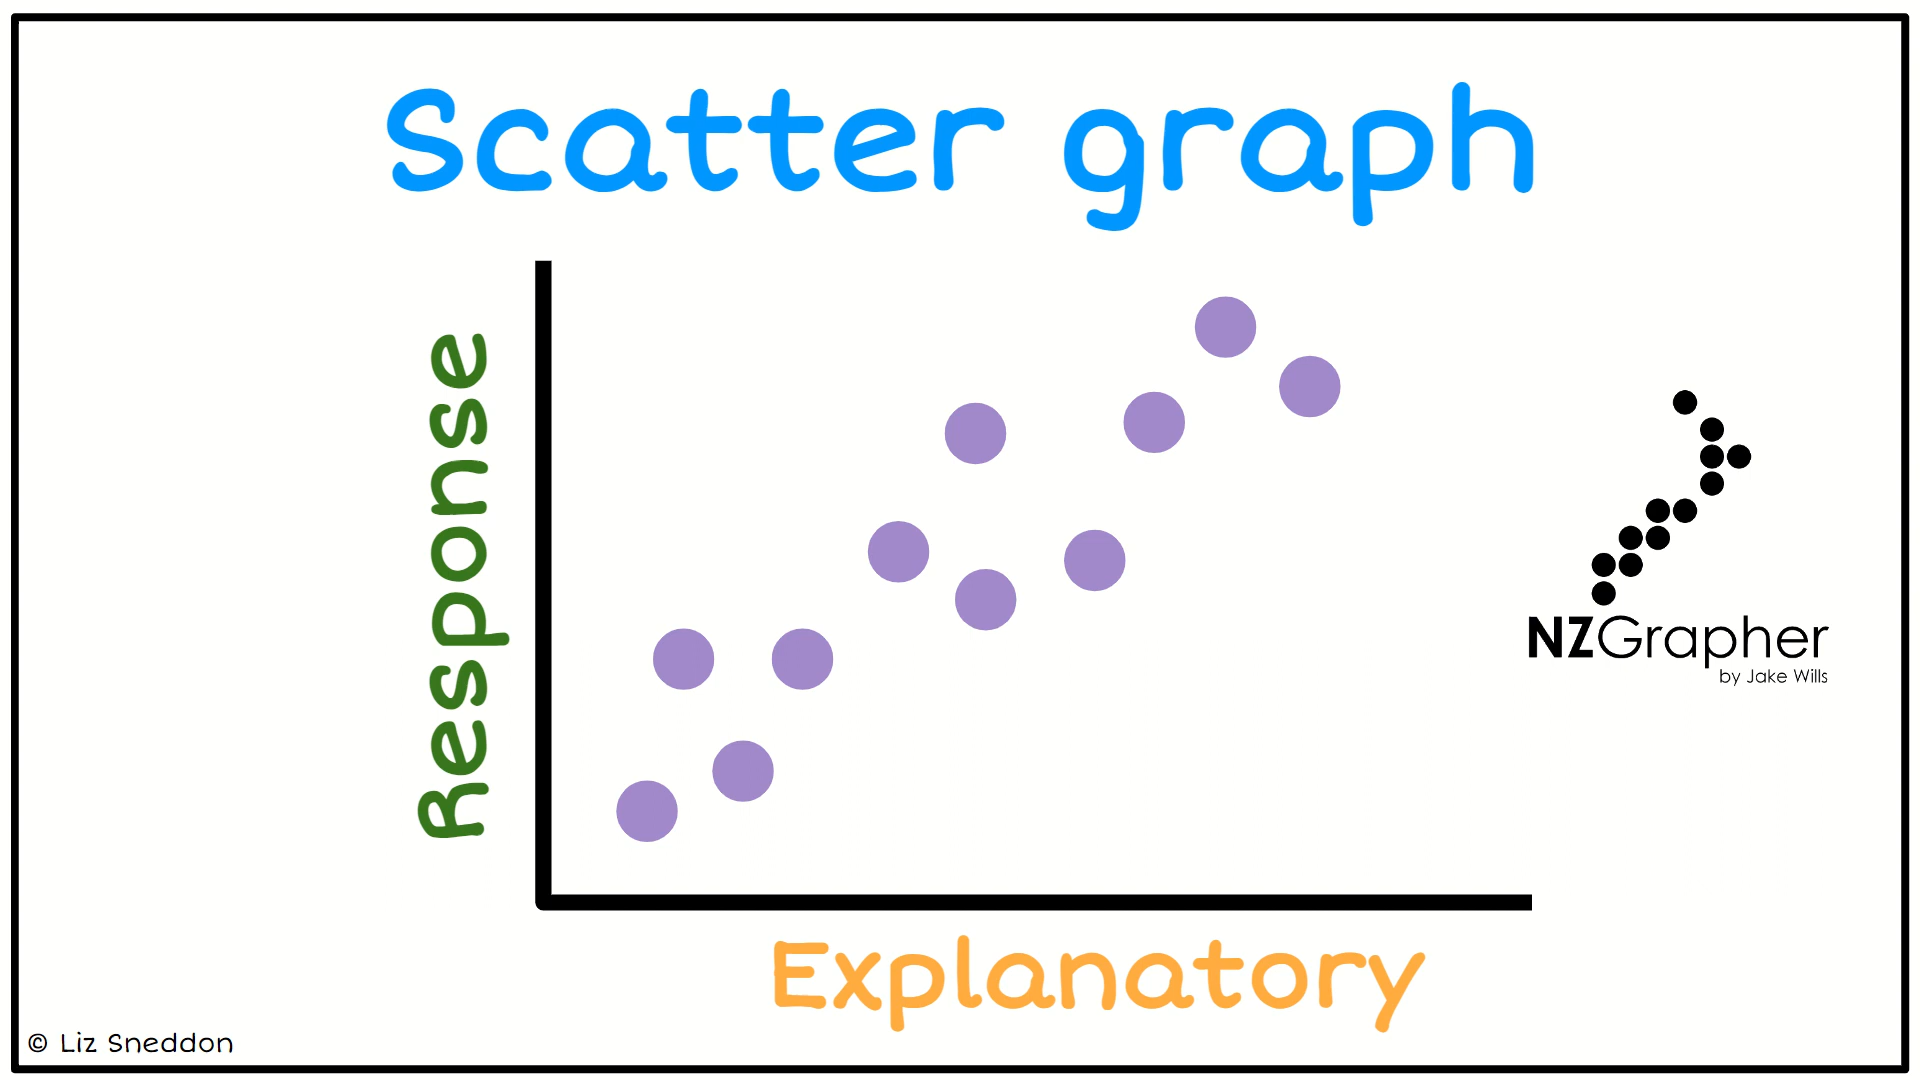 Scatter graph
Response
NZGrapher
by Jake Wills
Explanatory
© Liz Sneddon